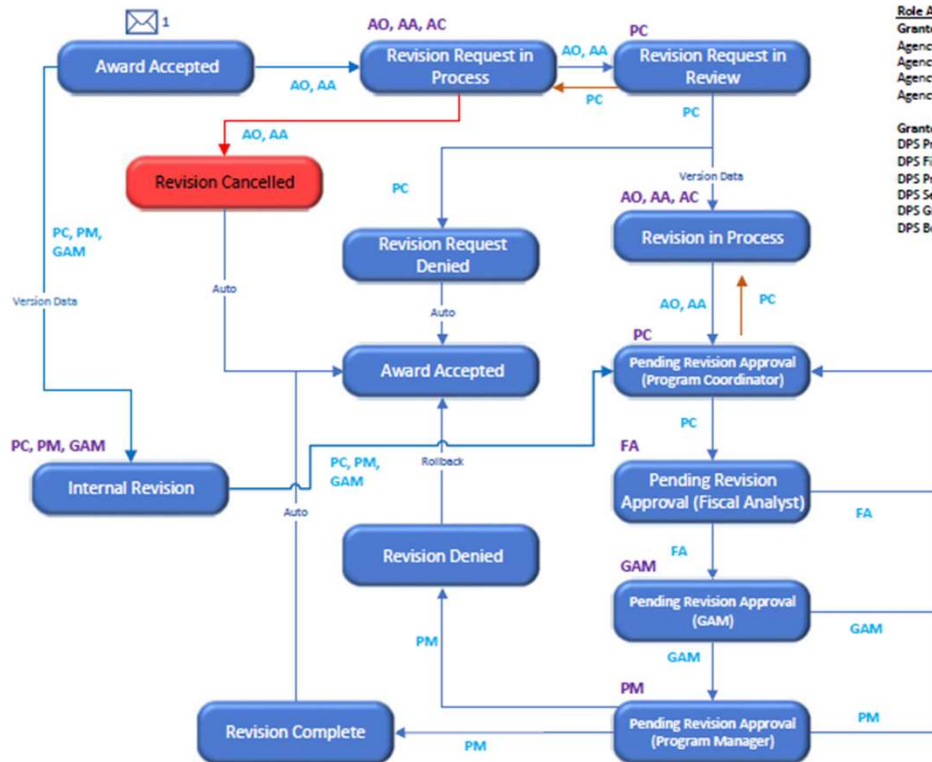 1
AO, AA, AC
PC
Award Accepted
Revision Request in
Process
AO, AA
Revision Request in
Review
AO, AA
PC
PC
AO, AA
Revision Cancelled
PC
Version Data
AO, AA, AC
PC, PM,
GAM
Revision Request
Denied
Revision in Process
Version Data
Auto
Auto
AO, AA
PC
PC
Award Accepted
Pending Revision Approval
(Program Coordinator)
PC
PC, PM, GAM
FA
Internal Revision
PC, PM,
GAM
Rollback
Pending Revision
Approval (Fiscal Analyst)
FA
Auto
Revision Denied
FA
GAM
Pending Revision Approval
(GAM)
GAM
PM
GAM
PM
Revision Complete
PM
Pending Revision Approval
(Program Manager)
PM
Role A
Grant
Agenc
Agenc
Agenc
Agenc
Grant
DPS Pr
DPS Fi
DPS Pr
DPS Se
DPS G
DPS B